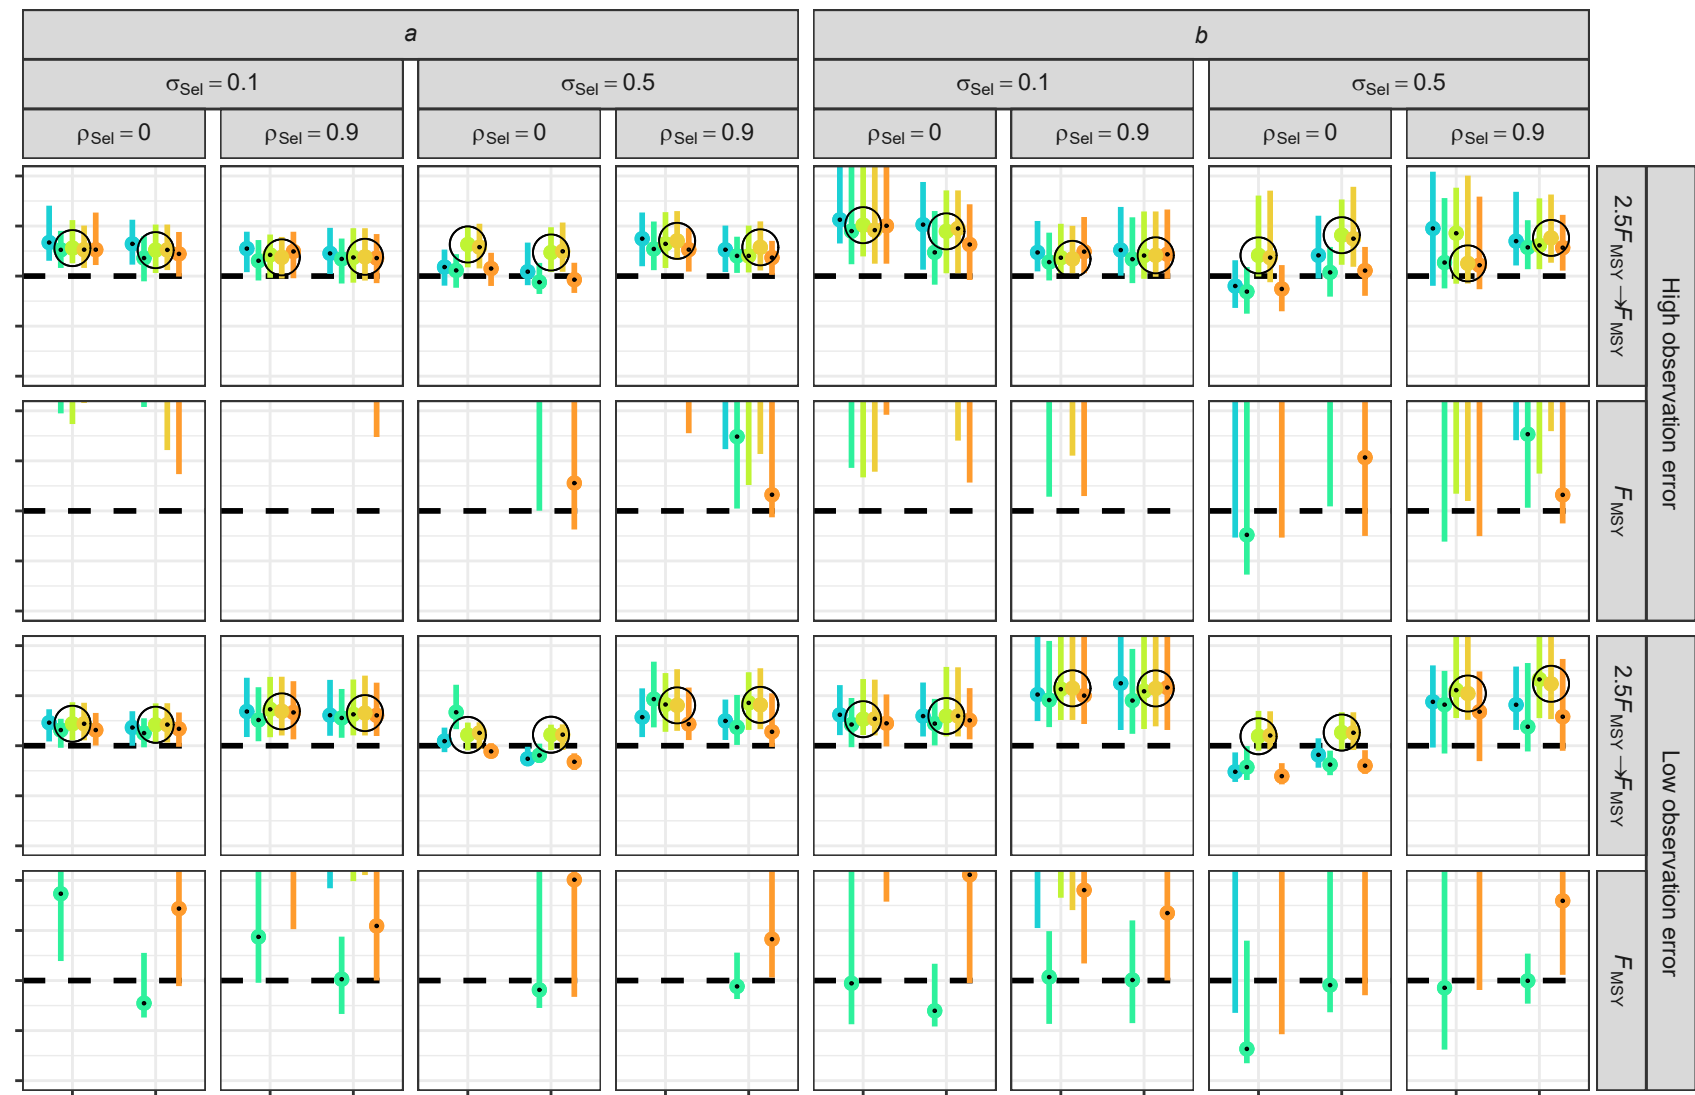 a b
σSel = 0.1 σSel = 0.5 σSel = 0.1 σSel = 0.5
ρSel = 0 ρSel = 0.9 ρSel = 0 ρSel = 0.9 ρSel = 0 ρSel = 0.9 ρSel = 0 ρSel = 0.9
2.5FMSY→FMSY
FMSY
High observation error
2.5FMSY→FMSY
FMSY
Low observation error